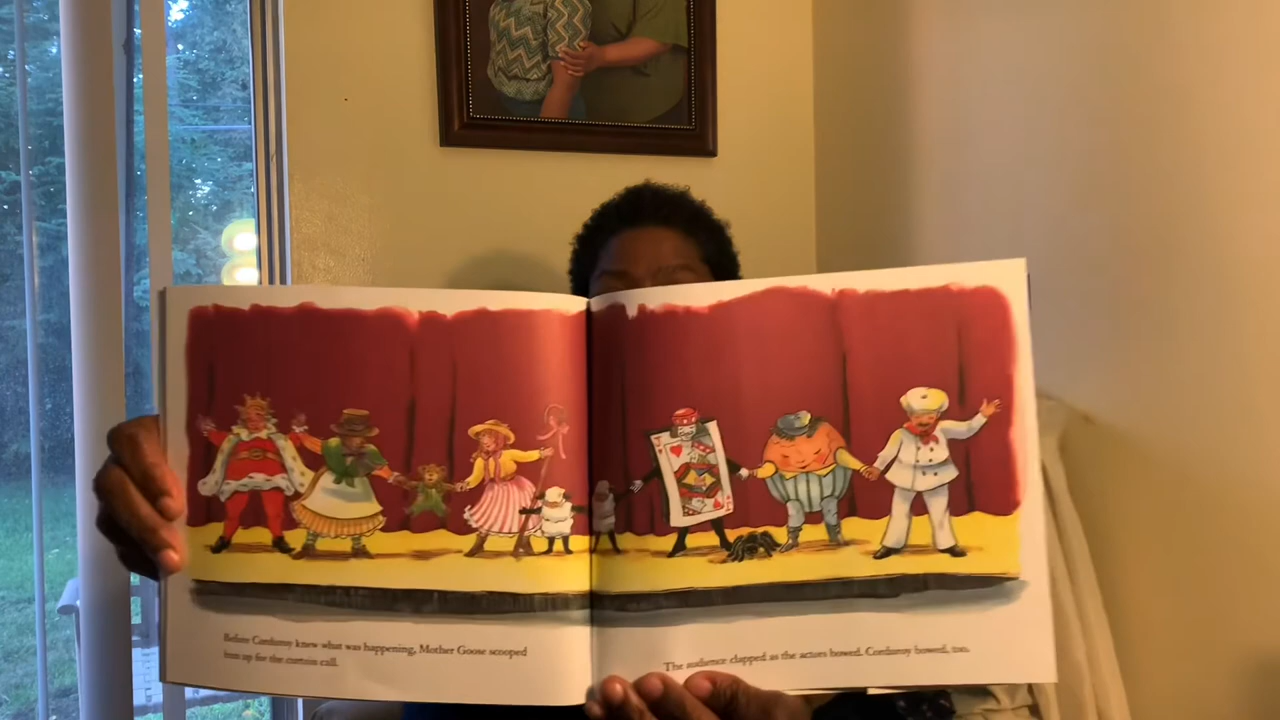 Before Corduroy knew what was happening, Mother Goose scooped
him up for the curtain call.
The audience clapped as the actors bowed. Corduroy bowed, too.